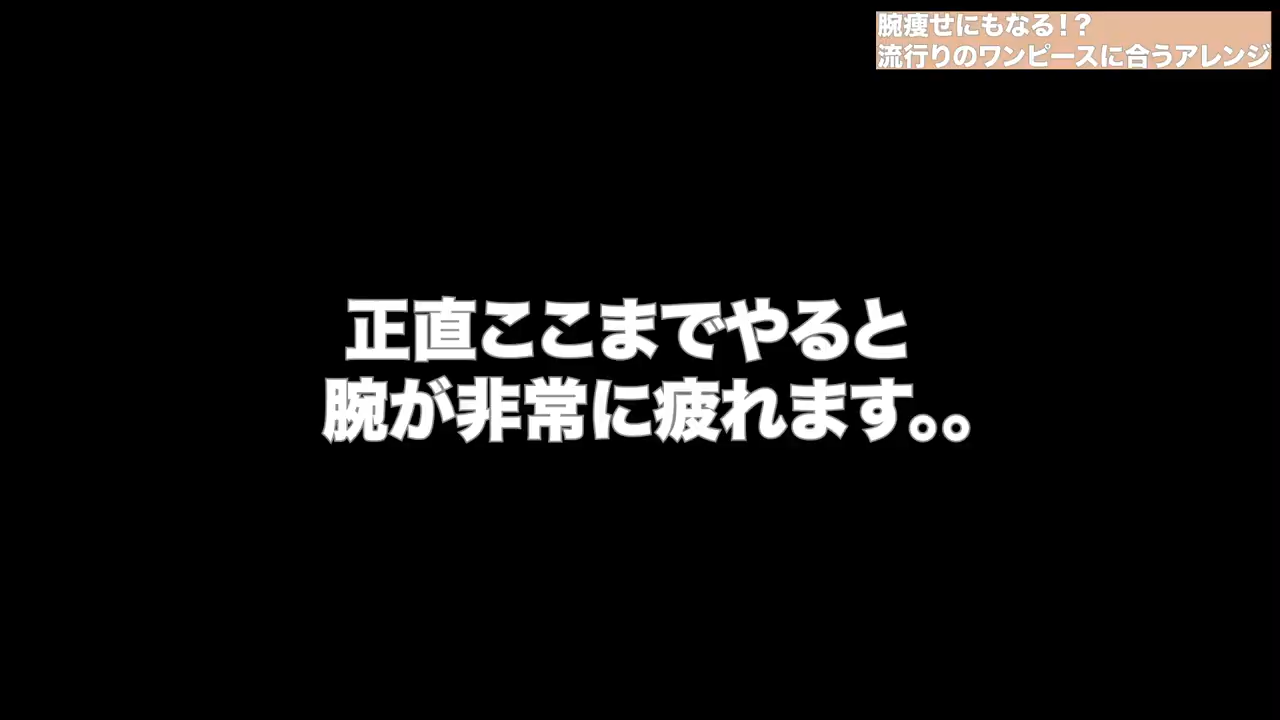 腕痩せにもなる！？
流行りのワンピースに合うアレンジ
正直ここまでやると
腕が非常に疲れます。。